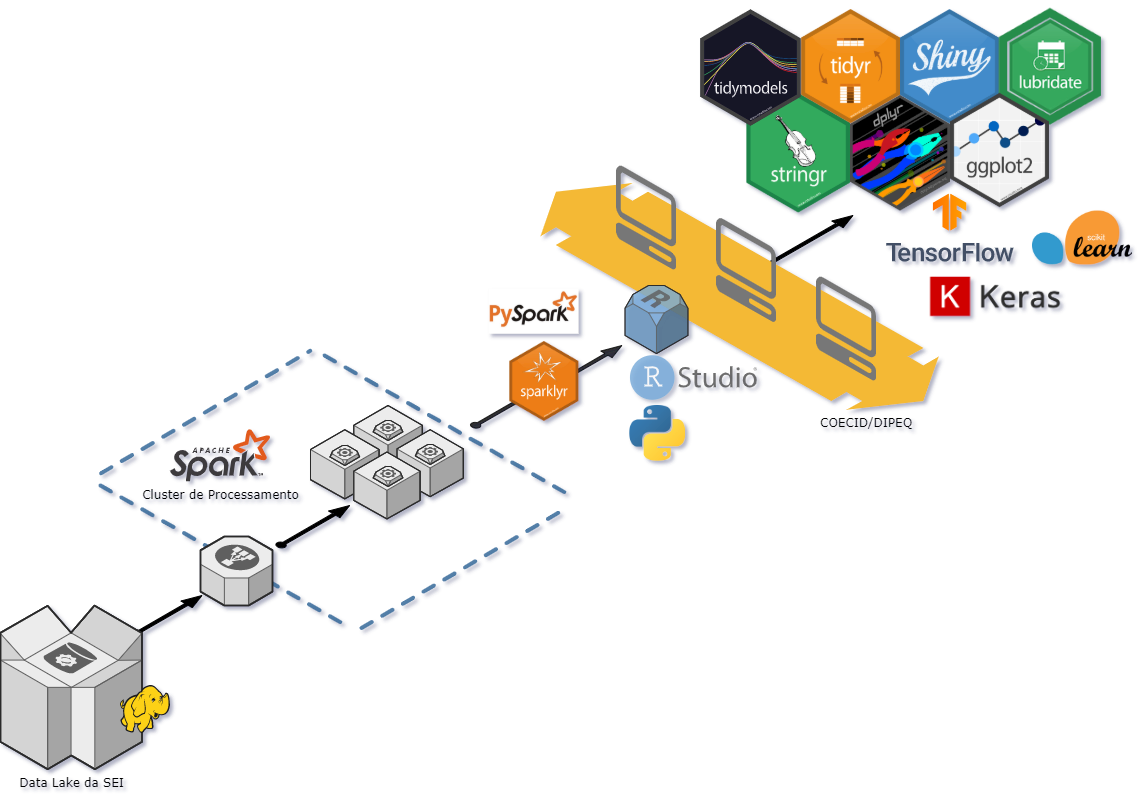 tidymodels
tidyr
Shiny
lubridate
stringr
dplyr
ggplot2
TensorFlow
scikit
learn
K Keras
PySpark
sparklyr
R
R Studio
COECID/DIPEQ
APACHE
Spark
Cluster de Processamento
Data Lake da SEI